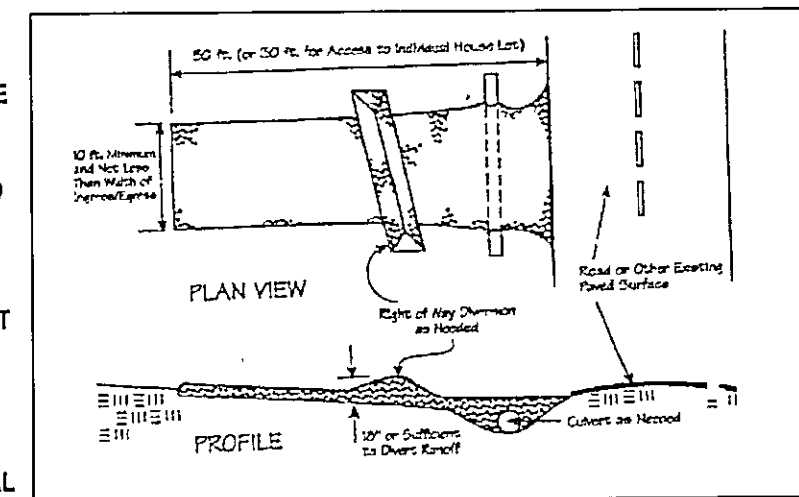 50 ft. (or 30 ft. for Access to Individual House Lot)
10 ft. Minimum
and Not Less
Than Width of
Ingress/Egress
PLAN VIEW
Right of Way Diversion
as Needed
Road or Other Existing
Paved Surface
18" or Sufficient
to Divert Runoff
Culvert as Needed
PROFILE
E
T
AL